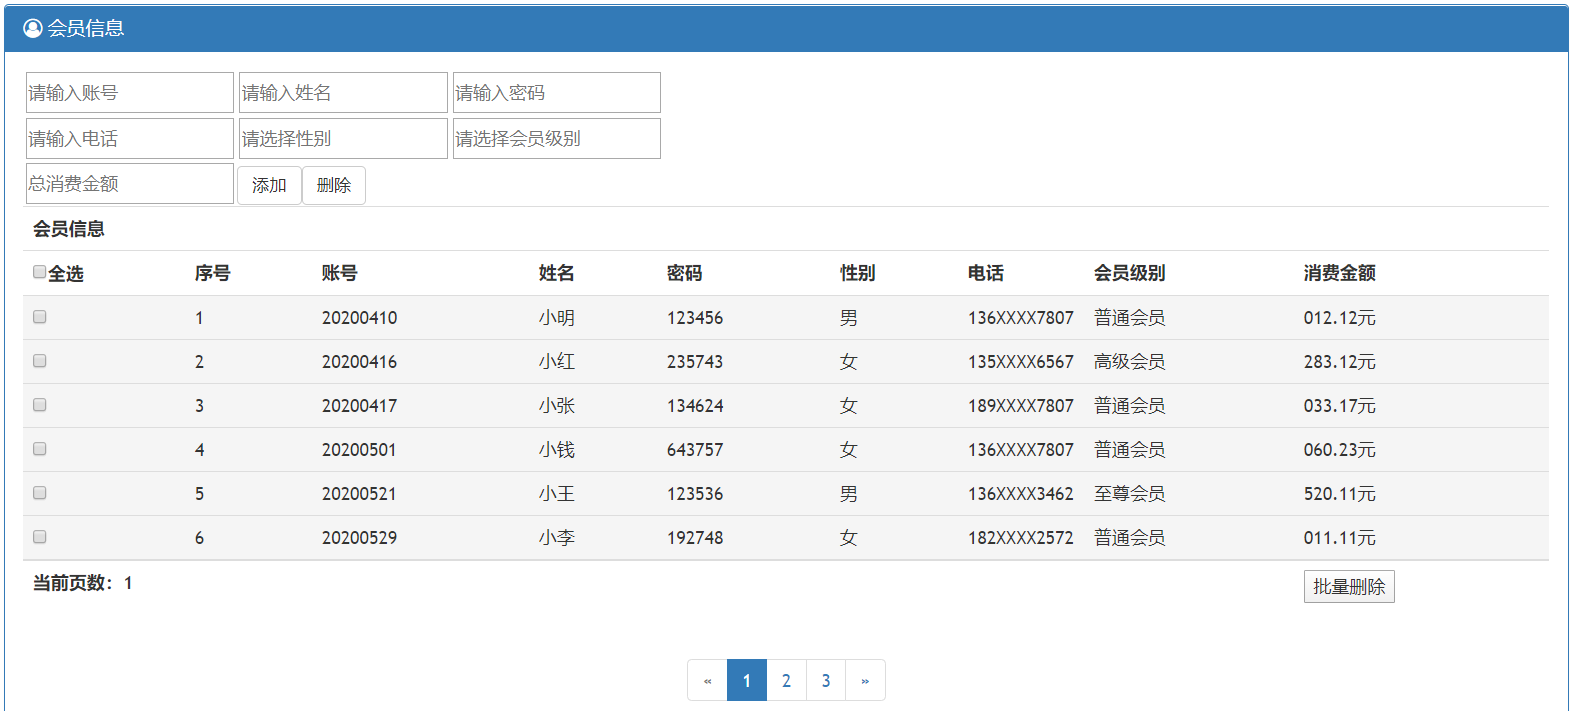 会员信息
请输入账号 请输入姓名 请输入密码
请输入电话 请选择性别 请选择会员级别
总消费金额 添加 删除
会员信息
全选 序号 账号 姓名 密码 性别 电话 会员级别 消费金额
1 20200410 小明 123456 男 136XXXX7807 普通会员 012.12元
2 20200416 小红 235743 女 135XXXX6567 高级会员 283.12元
3 20200417 小张 134624 女 189XXXX7807 普通会员 033.17元
4 20200501 小钱 643757 女 136XXXX7807 普通会员 060.23元
5 20200521 小王 123536 男 136XXXX3462 至尊会员 520.11元
6 20200529 小李 192748 女 182XXXX2572 普通会员 011.11元
当前页数：1 批量删除
« 1 2 3 »